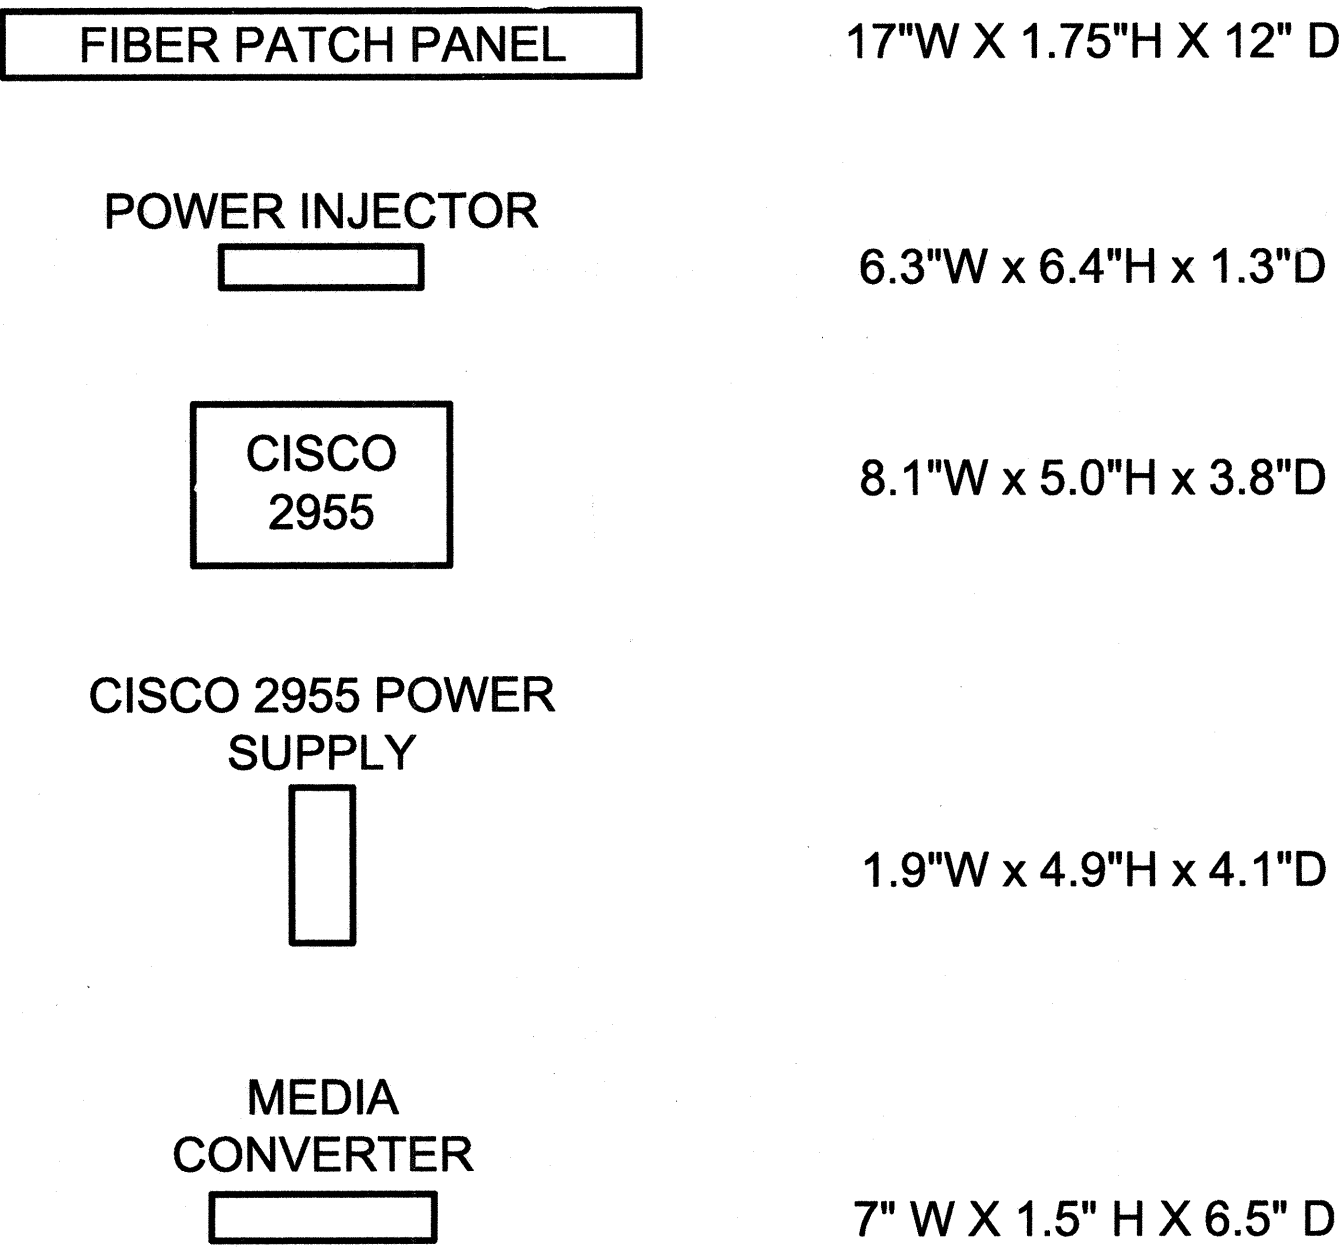 FIBER PATCH PANEL
17"W X 1.75"H X 12" D
POWER INJECTOR
6.3"W x 6.4"H x 1.3"D
CISCO
2955
8.1"W x 5.0"H x 3.8"D
CISCO 2955 POWER
SUPPLY
1.9"W x 4.9"H x 4.1"D
MEDIA
CONVERTER
7" W X 1.5" H X 6.5" D